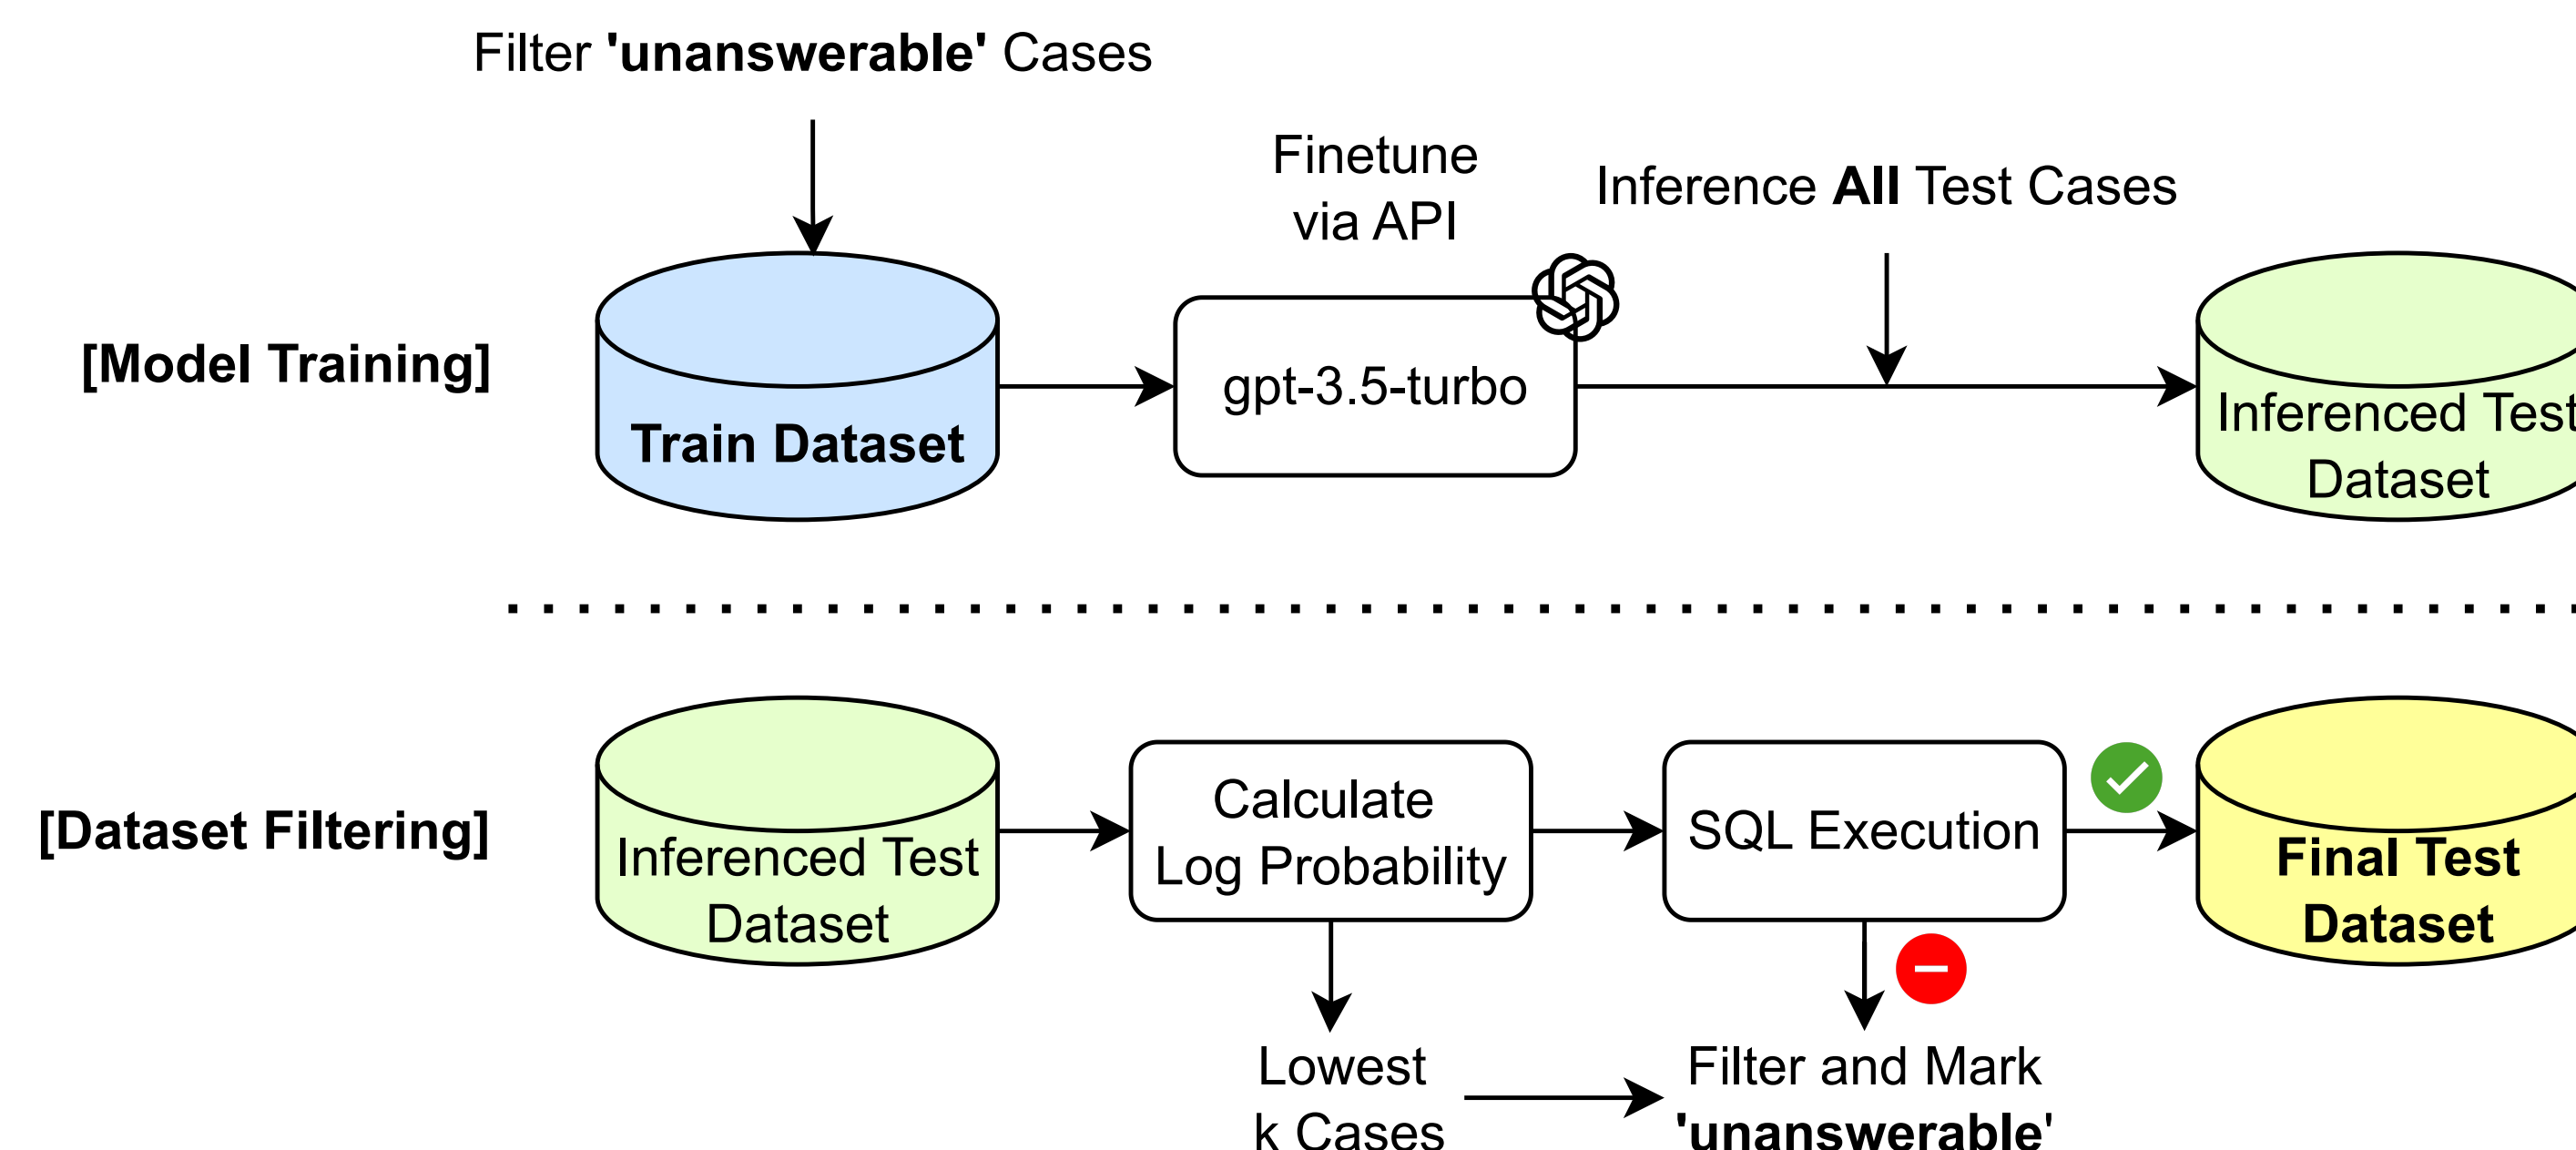 Filter 'unanswerable' Cases
Finetune
via API
Inference All Test Cases
[Model Training]
Train Dataset
gpt-3.5-turbo
Inferenced Test
Dataset
[Dataset Filtering]
Inferenced Test
Dataset
Calculate
Log Probability
SQL Execution
Final Test
Dataset
Lowest
k Cases
Filter and Mark
'unanswerable'